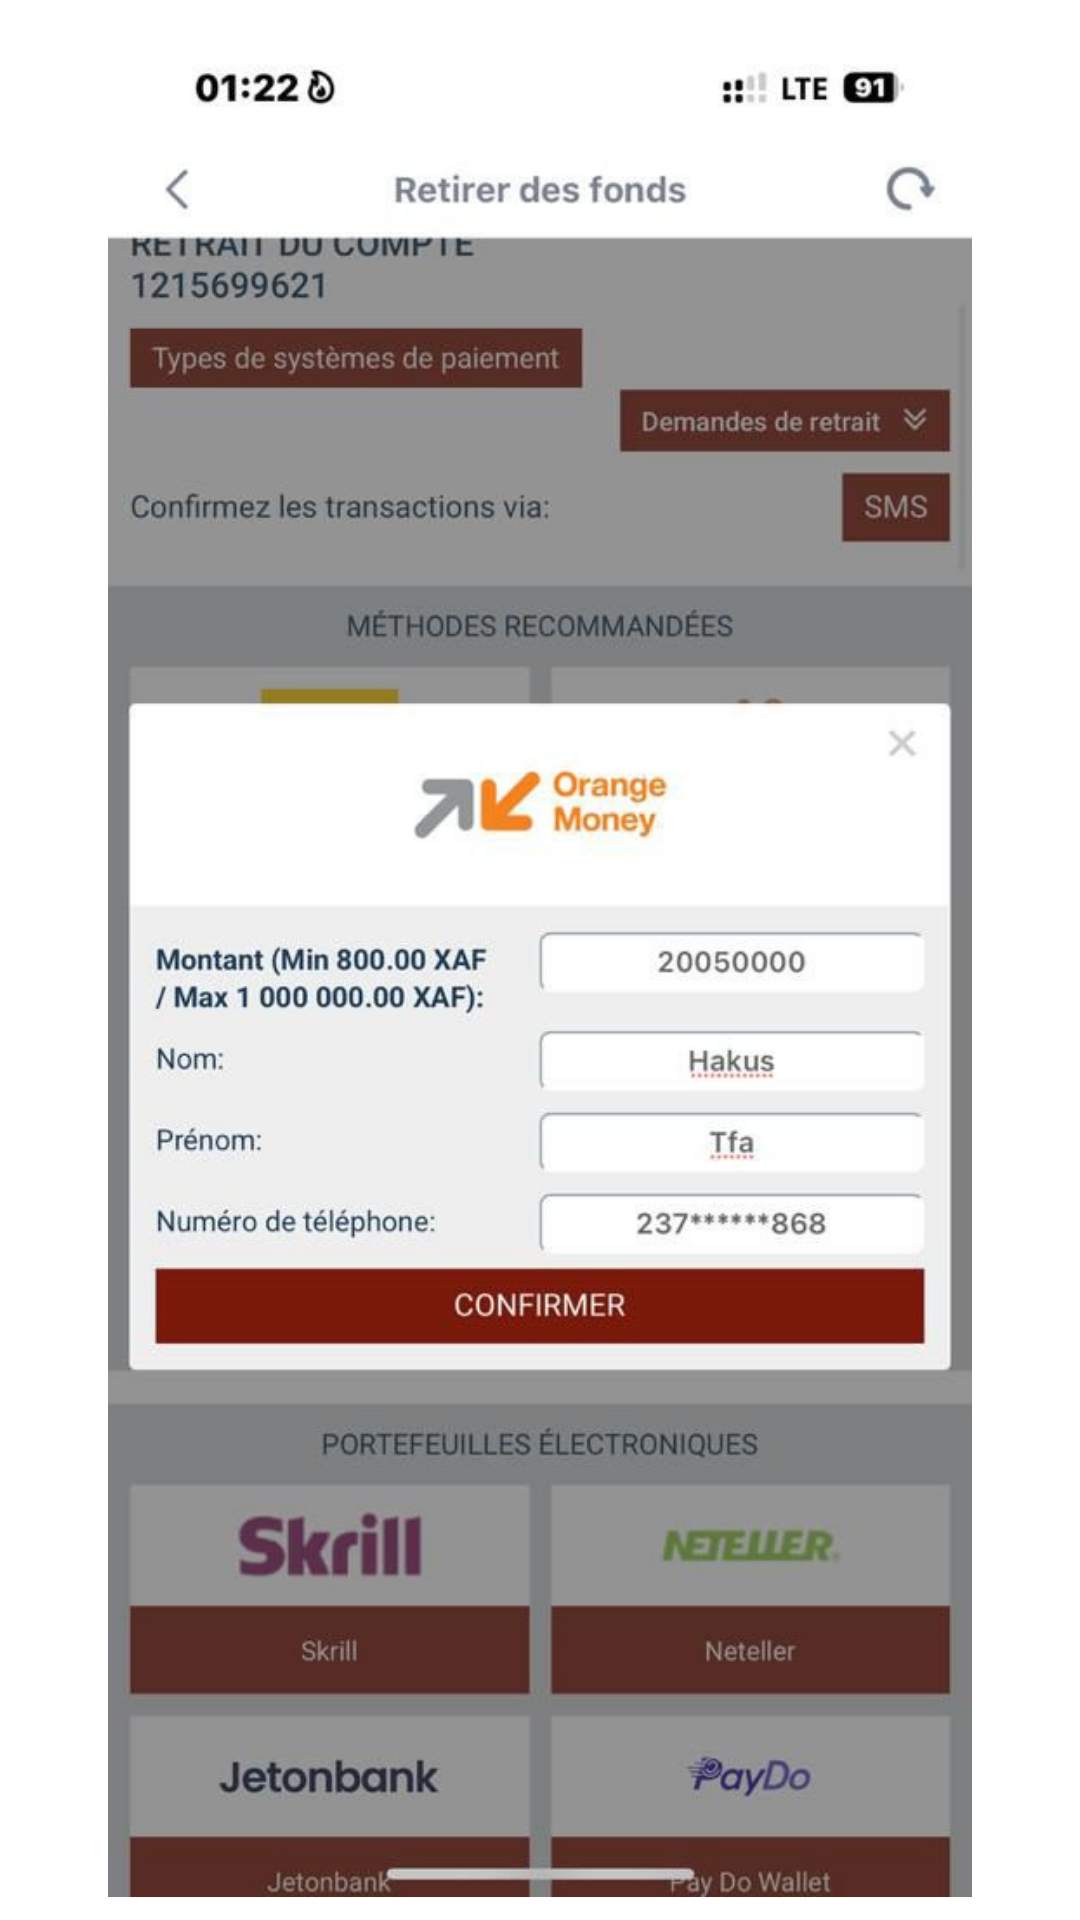 01:22 LTE 91
Retirer des fonds
RETRAIT DU COMPTE
1215699621
Types de systèmes de paiement
Demandes de retrait
Confirmez les transactions via:
SMS
MÉTHODES RECOMMANDÉES
Orange
Money
Montant (Min 800.00 XAF
/ Max 1 000 000.00 XAF):
20050000
Nom:
Hakus
Prénom:
Tfa
Numéro de téléphone:
237******868
CONFIRMER
PORTEFEUILLES ÉLECTRONIQUES
Skrill
NETELLER
Skrill
Neteller
Jetonbank
PayDo
Jetonbank
Pay Do Wallet